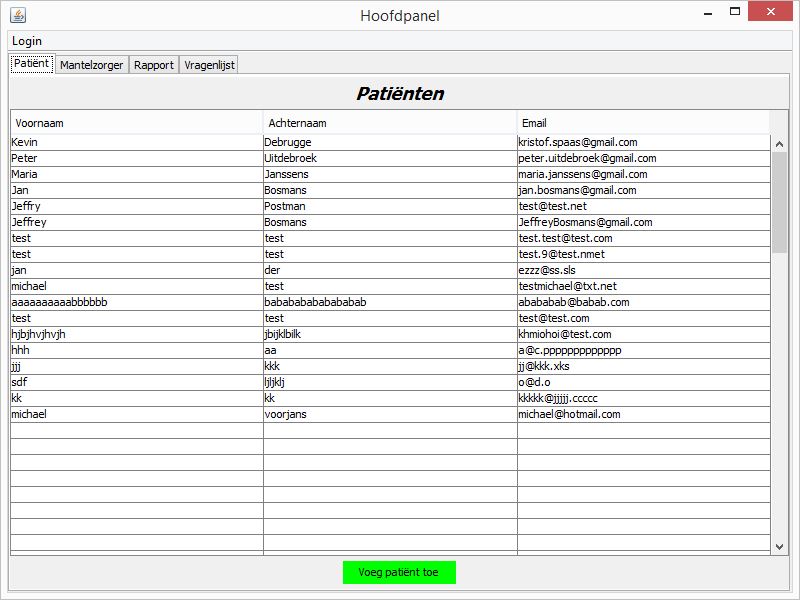 Hoofdpanel
Login
Patiënt Mantelzorger Rapport Vragenlijst
Patiënten
Voornaam Achternaam Email
Kevin Debrugge kristof.spaas@gmail.com
Peter Uitdebroek peter.uitdebroek@gmail.com
Maria Janssens maria.janssens@gmail.com
Jan Bosmans jan.bosmans@gmail.com
Jeffry Postman test@test.net
Jeffrey Bosmans JeffreyBosmans@gmail.com
test test test.test@test.com
test test test.9@test.nmet
jan der ezzz@ss.sls
michael test testmichael@txt.net
aaaaaaaaaabbbbbb babababababababab abababab@babab.com
test test test@test.com
hjbjhvjhvjh jbijklbilk khmiohoi@test.com
hhh aa a@c.ppppppppppppp
jjj kkk jj@kkk.xks
sdf ljljklj o@d.o
kk kk kkkkk@jjjjj.ccccc
michael voorjans michael@hotmail.com
Voeg patiënt toe